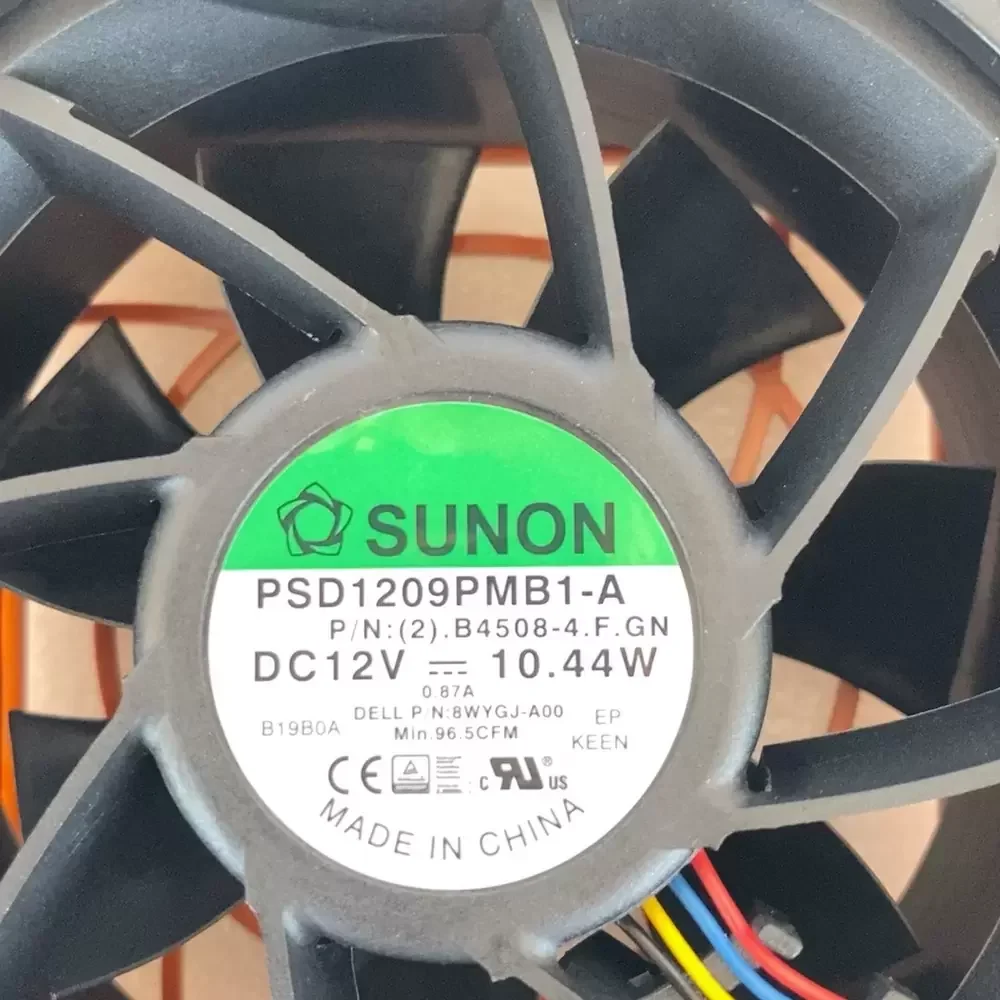 SUNON
PSD1209PMB1-A
P/N:(2).B4508-4.F.GN
DC12V ⎓ 10.44W
0.87A
DELL P/N:8WYGJ-A00
B19B0A Min.96.5CFM EP
KEEN
CE c RU ® US
MADE IN CHINA